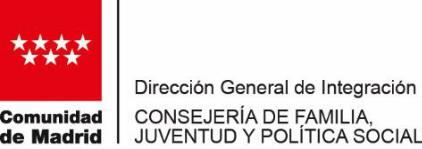 Dirección General de Integración
Comunidad
de Madrid
CONSEJERÍA DE FAMILIA,
JUVENTUD Y POLÍTICA SOCIAL